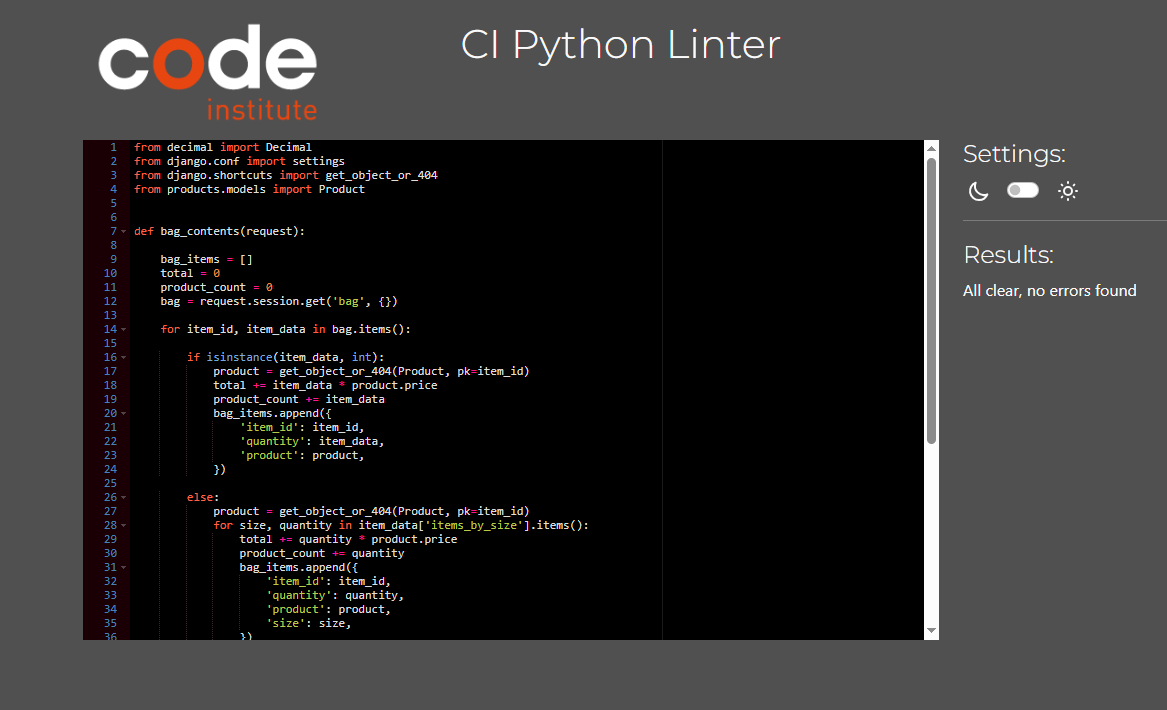 code
institute
CI Python Linter
1 from decimal import Decimal
2 from django.conf import settings
3 from django.shortcuts import get_object_or_404
4 from products.models import Product
5
6
7 def bag_contents(request):
8
9     bag_items = []
10     total = 0
11     product_count = 0
12     bag = request.session.get('bag', {})
13
14     for item_id, item_data in bag.items():
15
16         if isinstance(item_data, int):
17             product = get_object_or_404(Product, pk=item_id)
18             total += item_data * product.price
19             product_count += item_data
20             bag_items.append({
21                 'item_id': item_id,
22                 'quantity': item_data,
23                 'product': product,
24             })
25
26         else:
27             product = get_object_or_404(Product, pk=item_id)
28             for size, quantity in item_data['items_by_size'].items():
29                 total += quantity * product.price
30                 product_count += quantity
31                 bag_items.append({
32                     'item_id': item_id,
33                     'quantity': quantity,
34                     'product': product,
35                     'size': size,
36                 })
Settings:
Results:
All clear, no errors found